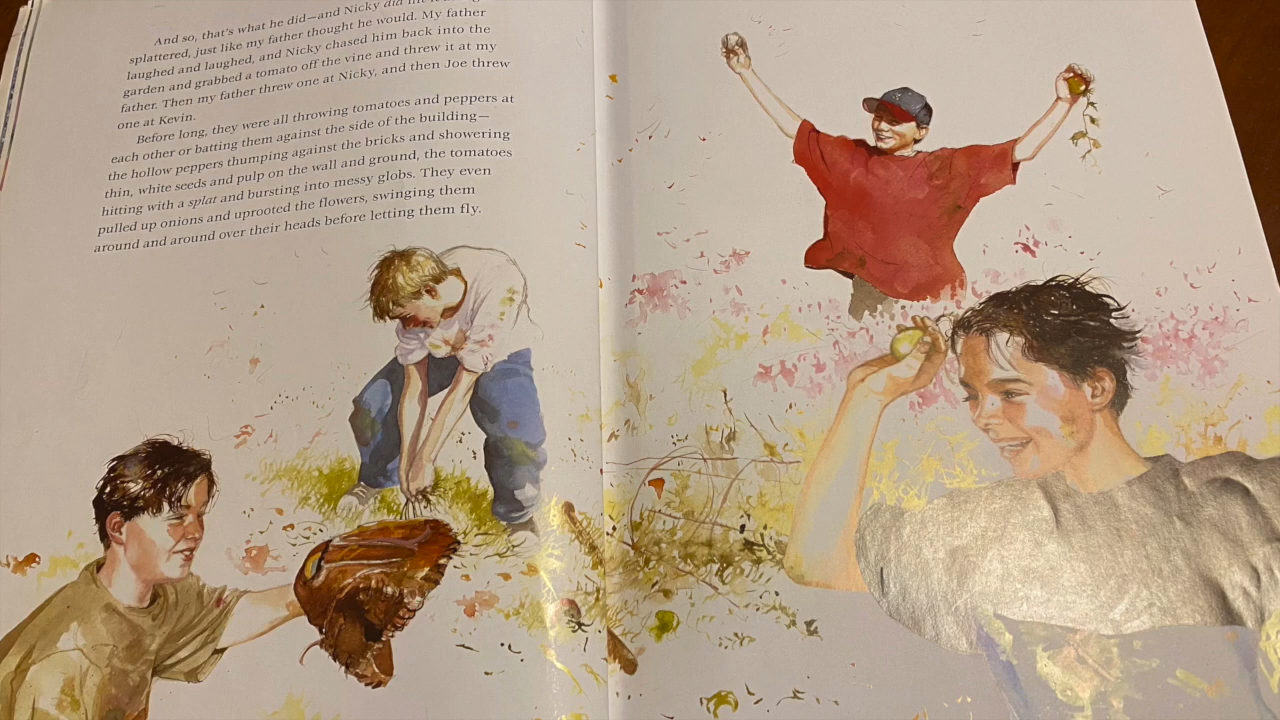 And so, that's what he did—and Nicky did
splattered, just like my father thought he would. My father
laughed and laughed, and Nicky chased him back into the
garden and grabbed a tomato off the vine and threw it at my
father. Then my father threw one at Nicky, and then Joe threw
one at Kevin.
Before long, they were all throwing tomatoes and peppers at
each other or batting them against the side of the building—
the hollow peppers thumping against the bricks and showering
thin, white seeds and pulp on the wall and ground, the tomatoes
hitting with a splat and bursting into messy globs. They even
pulled up onions and uprooted the flowers, swinging them
around and around over their heads before letting them fly.